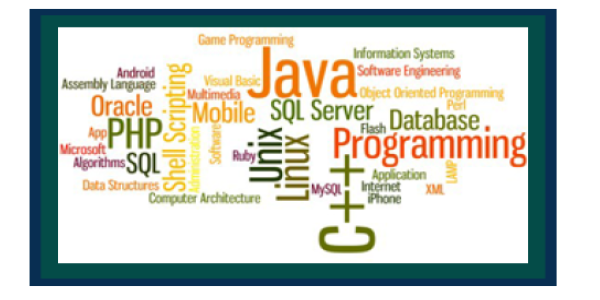 Game Programming
Java
Information Systems
Android
Software Engineering
Assembly Language
Visual Basic
Multimedia
Object Oriented Programming
Oracle
Shell Scripting
Mobile
SQL Server
Perl
App
PHP
Administration
Software
Flash
Database
Microsoft
Algorithms
SQL
Ruby
Unix
Linux
Programming
LAMP
Data Structures
Computer Architecture
MySQL
C++
Application
Internet
iPhone
XML